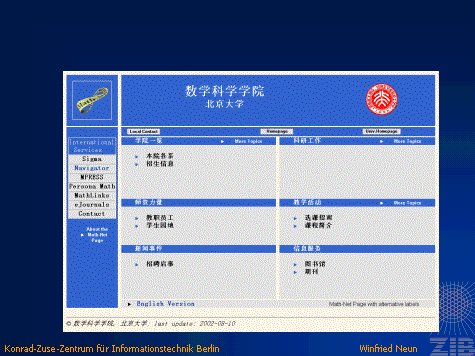 数学科学学院
北京大学
Local Contact
Homepage
Univ. Homepage
International
Services
Sigma
Navigator
MPRESS
Persona Math
MathLinks
eJournals
Contact
About the
Math-Net
Page
学院一览 More Topics
本院各系
招生信息
科研工作 More Topics
师资力量
教职员工
学生园地
教学活动 More Topics
选课指南
课程简介
新闻事件
招聘启事
信息服务
图书馆
期刊
English Version
Math-Net Page with alternative labels
© 数学科学学院, 北京大学; last update: 2002-08-10
Konrad-Zuse-Zentrum für Informationstechnik Berlin
Winfried Neun
ZIB